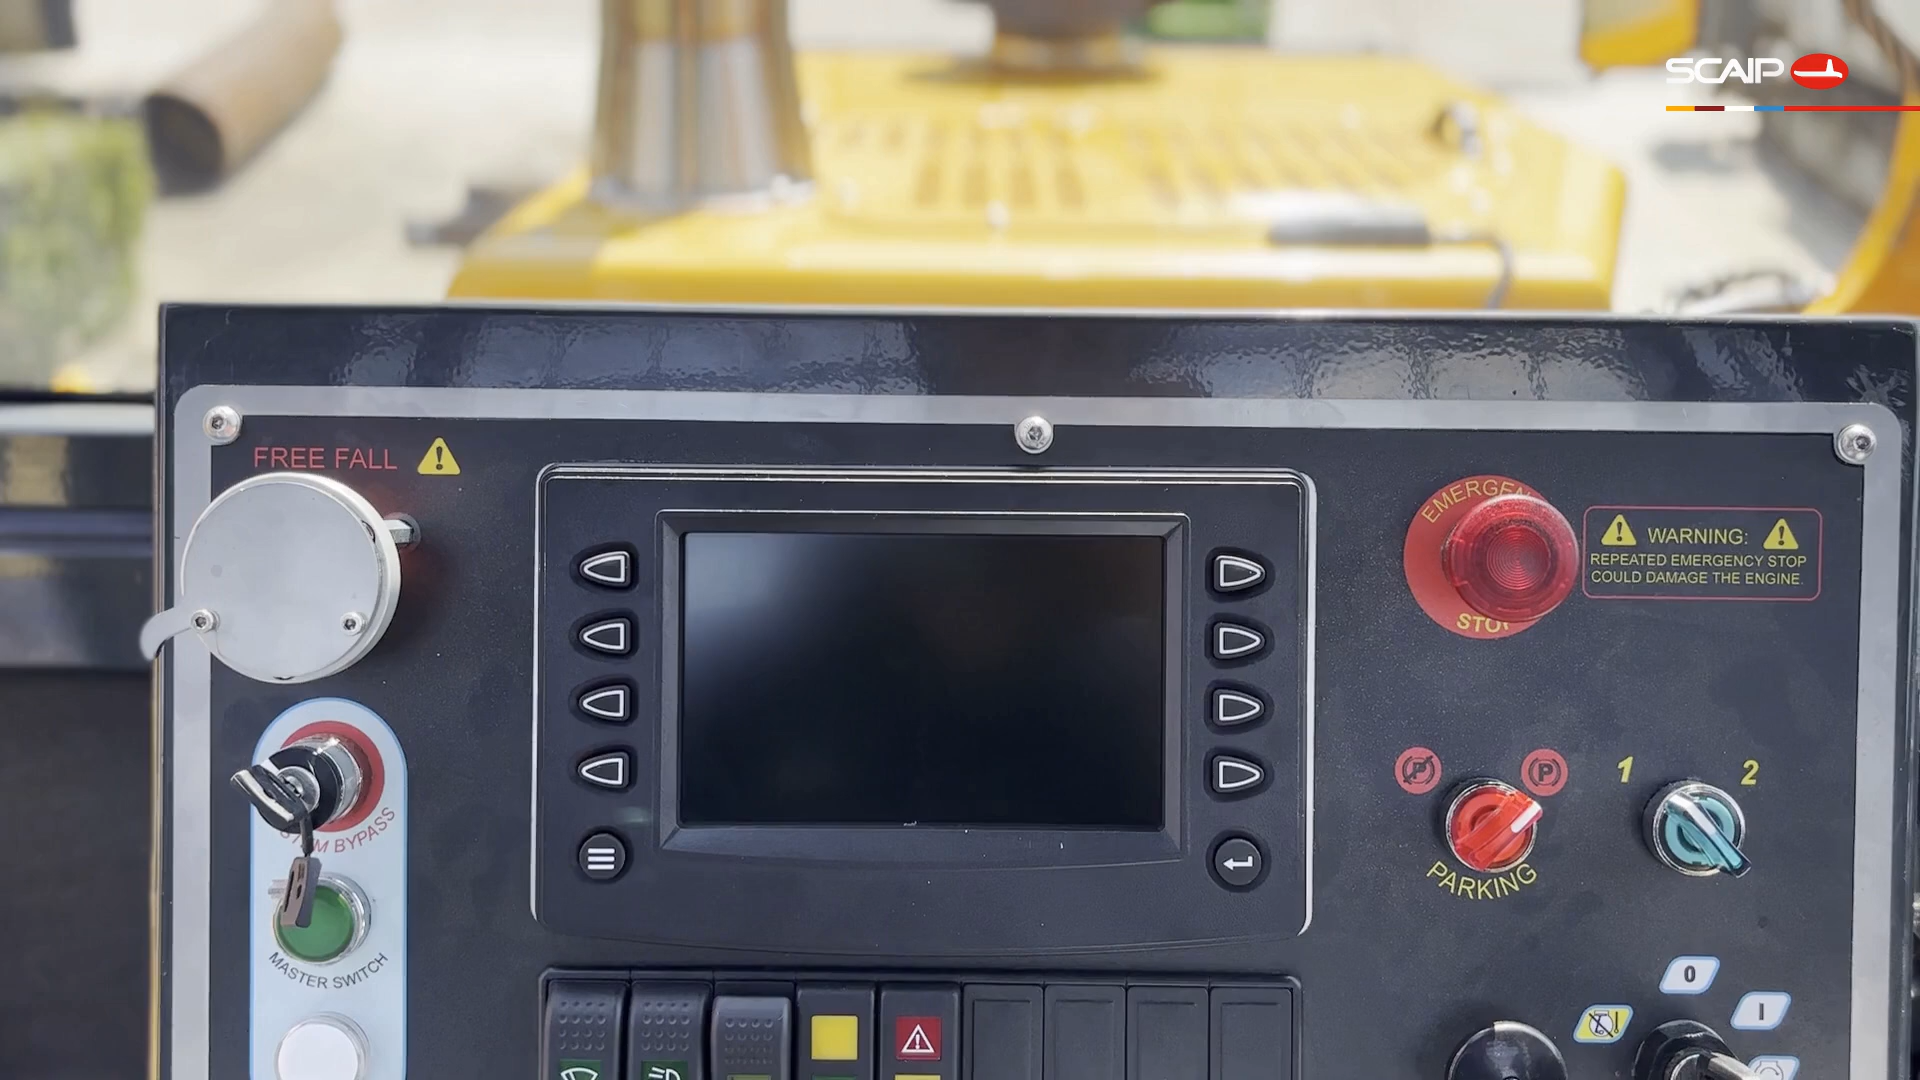 SCAIP
FREE FALL
EMERGEN
STO
WARNING:
REPEATED EMERGENCY STOP
COULD DAMAGE THE ENGINE.
P
P
PARKING
1
2
BYPASS
MASTER SWITCH
0
I